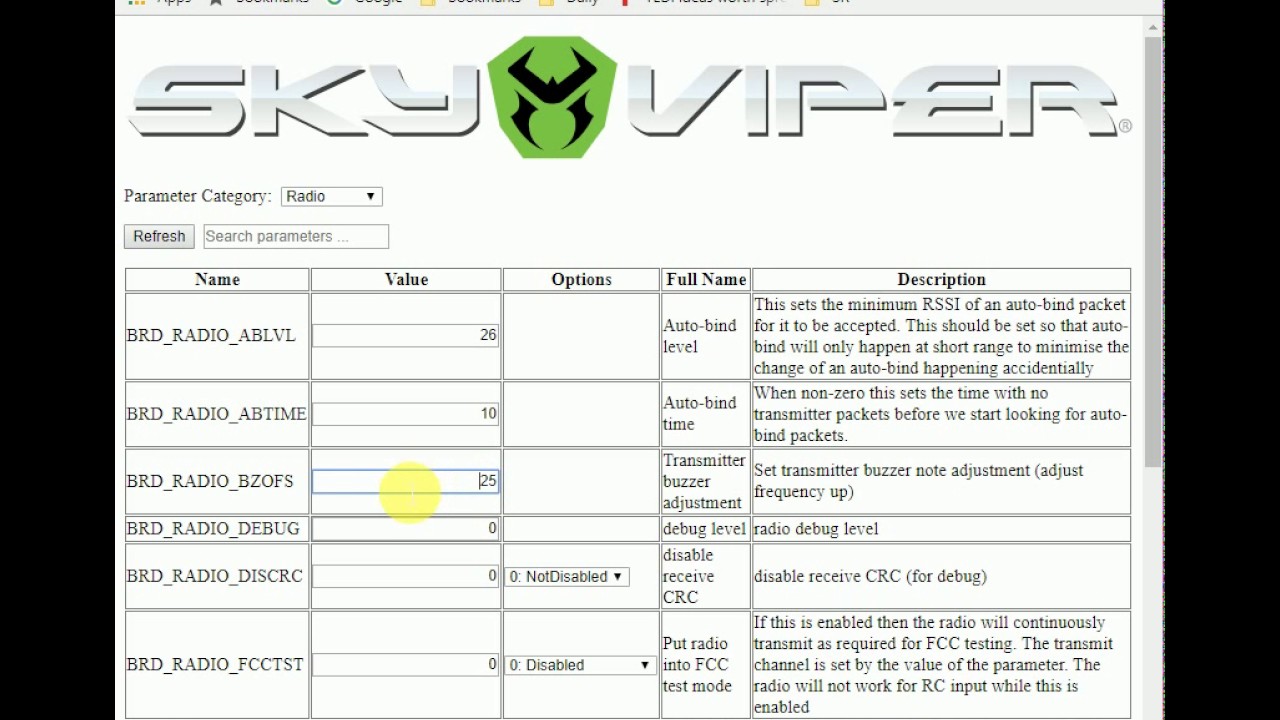 Apps bookmarks Google bookmarks Daily
SKY VIPER®
Parameter Category: Radio
Refresh Search parameters ...
Name Value Options Full Name Description
BRD_RADIO_ABLVL 26
Auto-bind
level
This sets the minimum RSSI of an auto-bind packet
for it to be accepted. This should be set so that auto-
bind will only happen at short range to minimise the
change of an auto-bind happening accidentially
BRD_RADIO_ABTIME 10
Auto-bind
time
When non-zero this sets the time with no
transmitter packets before we start looking for auto-
bind packets.
BRD_RADIO_BZOFS 25
Transmitter
buzzer
adjustment
Set transmitter buzzer note adjustment (adjust
frequency up)
BRD_RADIO_DEBUG 0 debug level radio debug level
BRD_RADIO_DISCRC 0 0: NotDisabled
disable
receive
CRC
disable receive CRC (for debug)
BRD_RADIO_FCCTST 0 0: Disabled
Put radio
into FCC
test mode
If this is enabled then the radio will continuously
transmit as required for FCC testing. The transmit
channel is set by the value of the parameter. The
radio will not work for RC input while this is
enabled